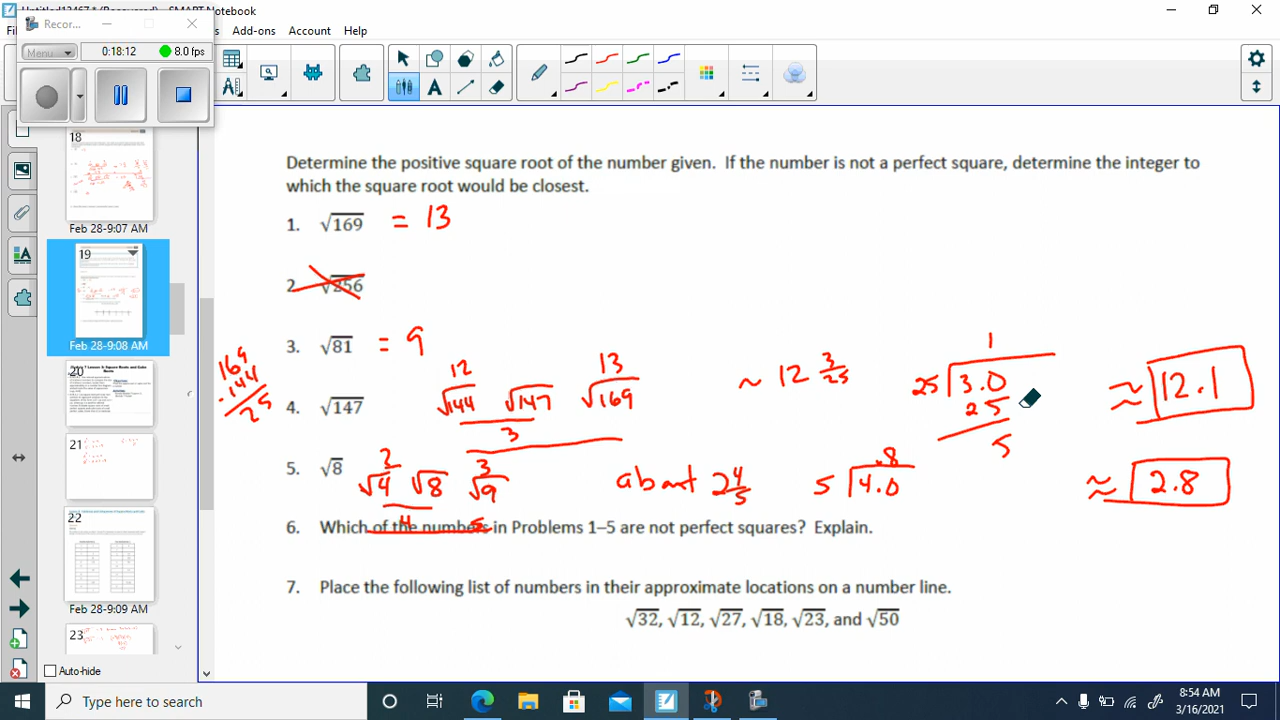 Untitled13467 * (Recovered) - SMART Notebook
Recor...
Add-ons Account Help
Menu 0:18:12 8.0 fps
18
Feb 28-9:07 AM
19
Feb 28-9:08 AM
20
21
22
Feb 28-9:09 AM
23
Auto-hide
Determine the positive square root of the number given. If the number is not a perfect square, determine the integer to
which the square root would be closest.
1. √169 = 13
2. √256
3. √81 = 9
169
-144
25
4. √147
12 13
√144 √147 √169
3
~ 12 3/25
1
25 3.0
25
5
≈ 12.1
5. √8
2 3
√4 √8 √9
4 5
about 2 4/5
.8
5 4.0
≈ 2.8
6. Which of the numbers in Problems 1–5 are not perfect squares? Explain.
7. Place the following list of numbers in their approximate locations on a number line.
√32, √12, √27, √18, √23, and √50
Type here to search
8:54 AM
3/16/2021